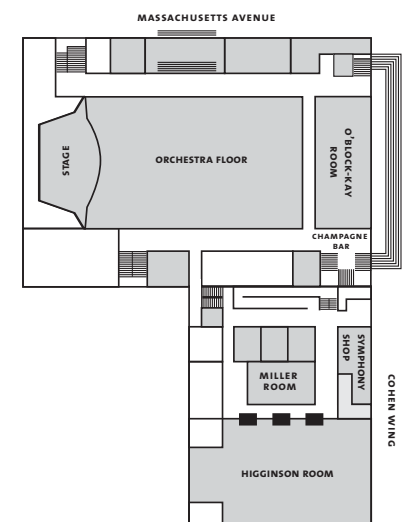 MASSACHUSETTS AVENUE
STAGE
ORCHESTRA FLOOR
O'BLOCK-KAY
ROOM
CHAMPAGNE
BAR
MILLER
ROOM
SYMPHONY
SHOP
COHEN WING
HIGGINSON ROOM